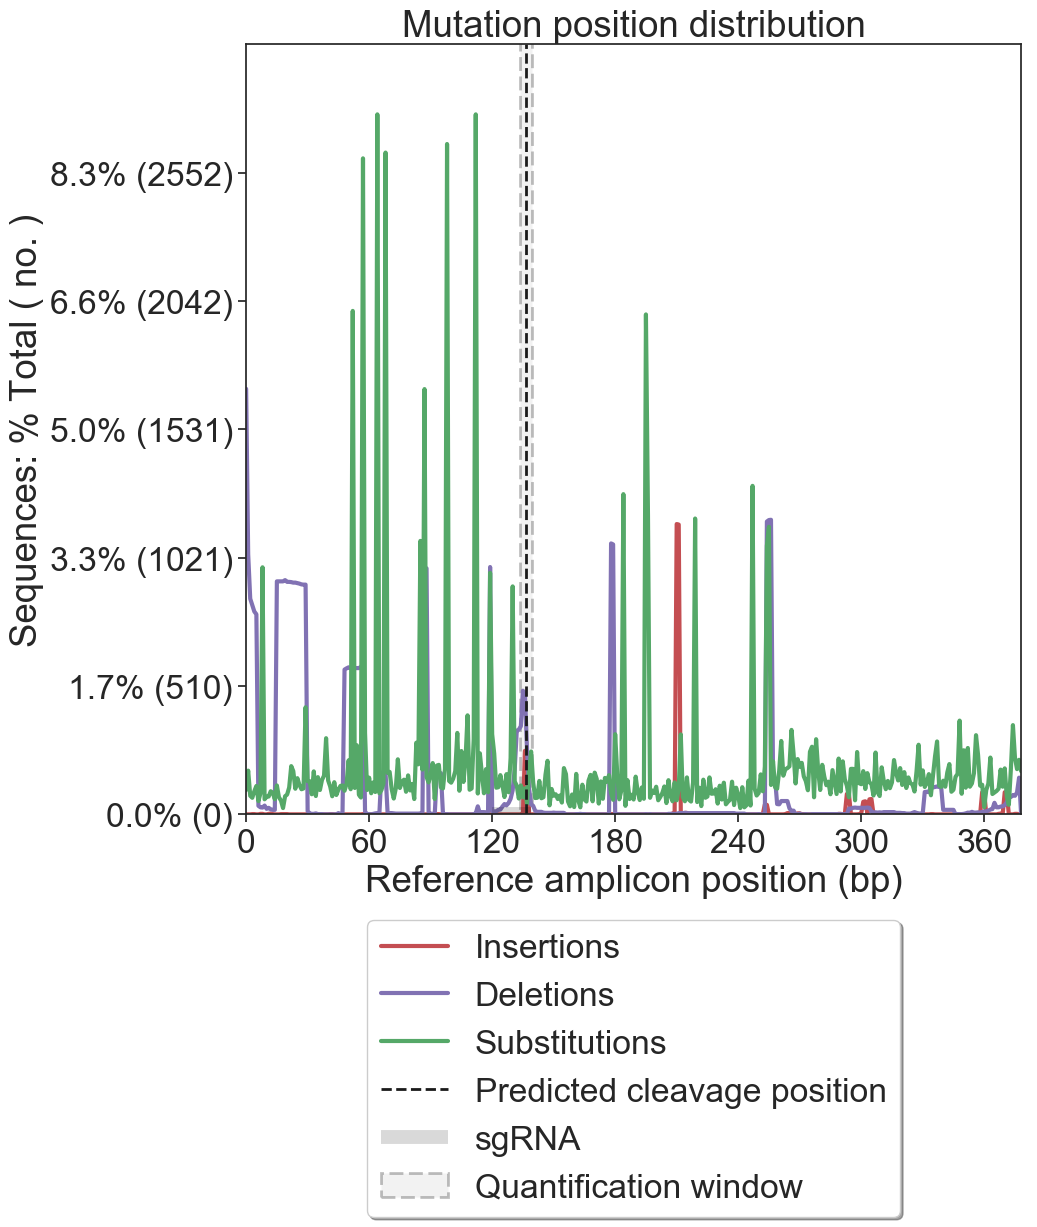 Mutation position distribution
Sequences: % Total ( no. )
8.3% (2552)
6.6% (2042)
5.0% (1531)
3.3% (1021)
1.7% (510)
0.0% (0)
0 60 120 180 240 300 360
Reference amplicon position (bp)
Insertions
Deletions
Substitutions
Predicted cleavage position
sgRNA
Quantification window